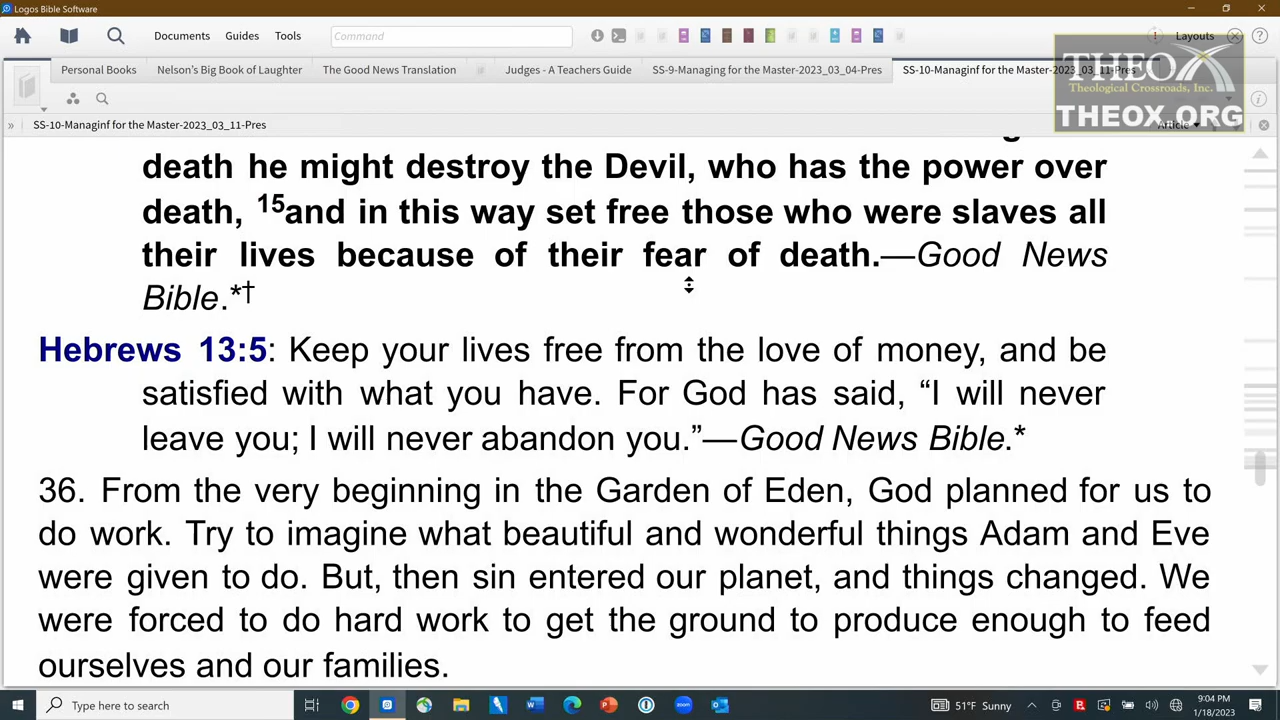 Logos Bible Software
Documents Guides Tools Command Layouts
Personal Books Nelson's Big Book of Laughter The Ga Judges - A Teachers Guide SS-9-Managing for the Master-2023_03_04-Pres SS-10-Managinf for the Master-2023_03_11-Pres
THEOX
Theological Crossroads, Inc.
THEOX.ORG
SS-10-Managinf for the Master-2023_03_11-Pres Article
death he might destroy the Devil, who has the power over
death, 15and in this way set free those who were slaves all
their lives because of their fear of death.—Good News
Bible.*†
Hebrews 13:5: Keep your lives free from the love of money, and be
satisfied with what you have. For God has said, “I will never
leave you; I will never abandon you.”—Good News Bible.*
36. From the very beginning in the Garden of Eden, God planned for us to
do work. Try to imagine what beautiful and wonderful things Adam and Eve
were given to do. But, then sin entered our planet, and things changed. We
were forced to do hard work to get the ground to produce enough to feed
ourselves and our families.
Type here to search
51°F Sunny
9:04 PM
1/18/2023